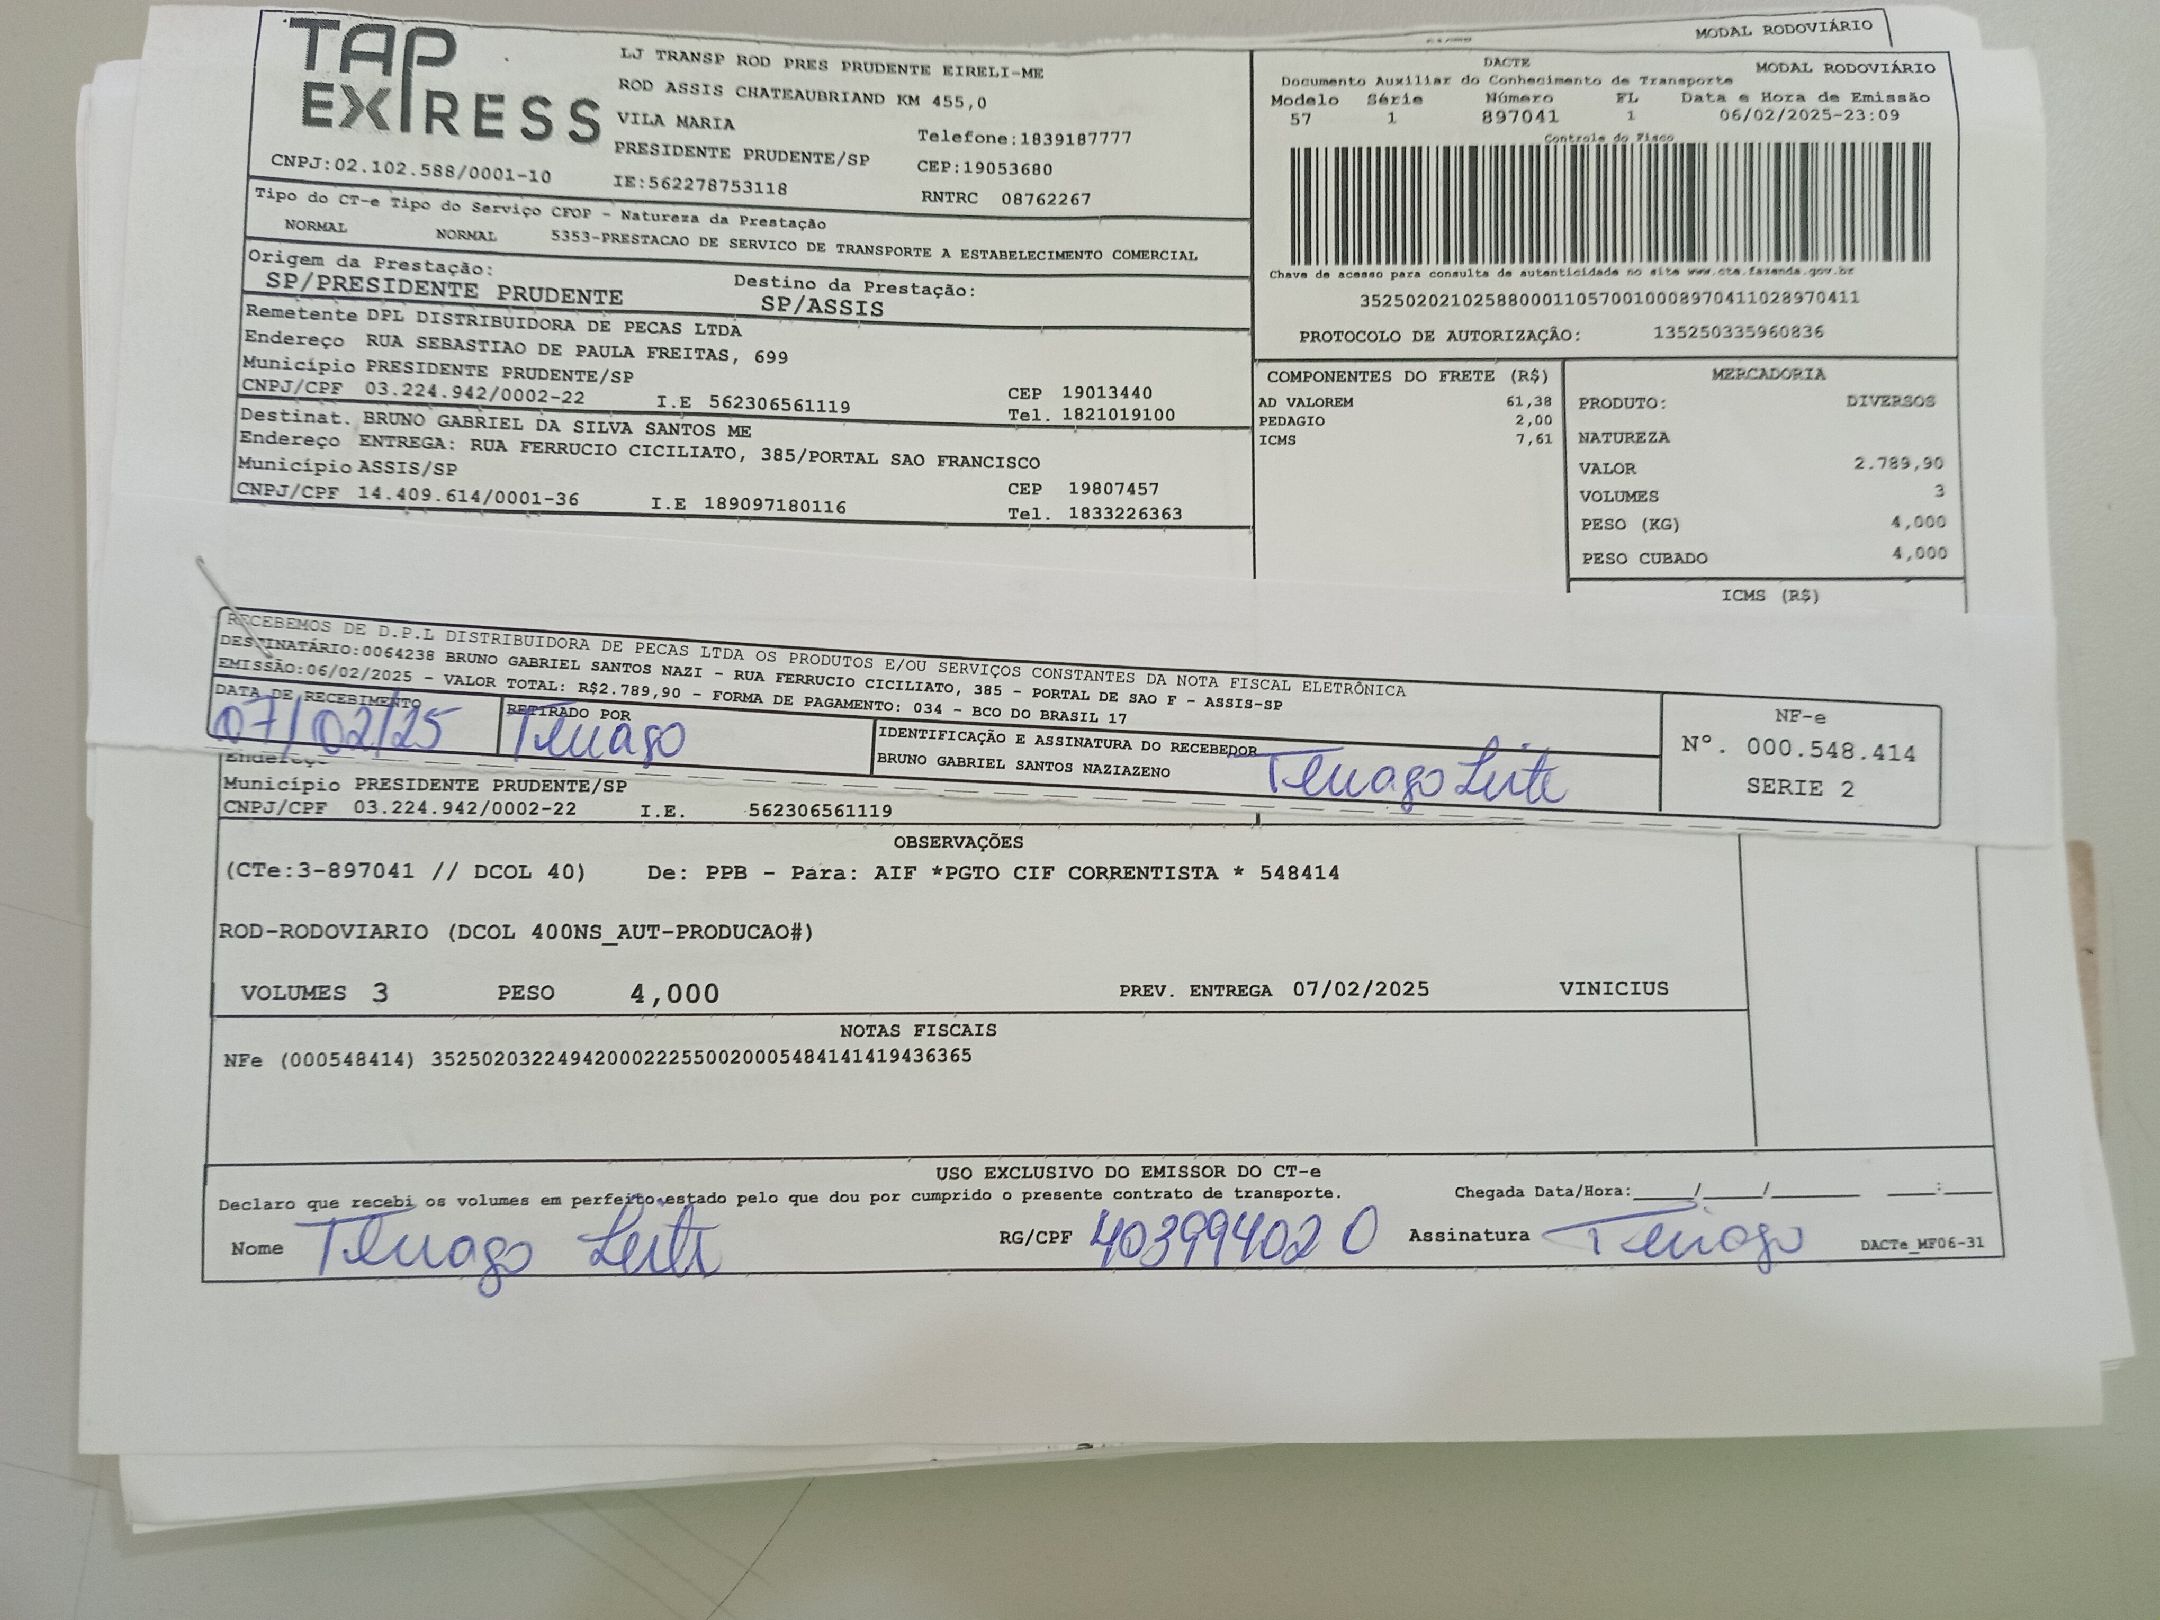 MODAL RODOVIÁRIO
TAP EXPRESS
CNPJ:02.102.588/0001-10
LJ TRANSP ROD PRES PRUDENTE EIRELI-ME
ROD ASSIS CHATEAUBRIAND KM 455,0
VILA MARIA
Telefone:1839187777
PRESIDENTE PRUDENTE/SP
CEP:19053680
IE:562278753118
RNTRC 08762267
DACTE
Documento Auxiliar do Conhecimento de Transporte
MODAL RODOVIÁRIO
Modelo Série Número FL Data e Hora de Emissão
57 1 897041 1 06/02/2025-23:09
Controle do Fisco
Chave de acesso para consulta de autenticidade no site www.cte.fazenda.gov.br
35250202102588000110570010008970411028970411
PROTOCOLO DE AUTORIZAÇÃO: 135250335960836
Tipo do CT-e Tipo do Serviço CFOP - Natureza da Prestação
NORMAL NORMAL 5353-PRESTACAO DE SERVICO DE TRANSPORTE A ESTABELECIMENTO COMERCIAL
Origem da Prestação:
SP/PRESIDENTE PRUDENTE
Destino da Prestação:
SP/ASSIS
Remetente DPL DISTRIBUIDORA DE PECAS LTDA
Endereço RUA SEBASTIAO DE PAULA FREITAS, 699
Município PRESIDENTE PRUDENTE/SP
CEP 19013440
CNPJ/CPF 03.224.942/0002-22 I.E 562306561119
Tel. 1821019100
Destinat. BRUNO GABRIEL DA SILVA SANTOS ME
Endereço ENTREGA: RUA FERRUCIO CICILIATO, 385/PORTAL SAO FRANCISCO
Município ASSIS/SP
CEP 19807457
CNPJ/CPF 14.409.614/0001-36 I.E 189097180116
Tel. 1833226363
COMPONENTES DO FRETE (R$)
AD VALOREM 61,38
PEDAGIO 2,00
ICMS 7,61
MERCADORIA
PRODUTO: DIVERSOS
NATUREZA
VALOR 2.789,90
VOLUMES 3
PESO (KG) 4,000
PESO CUBADO 4,000
ICMS (R$)
RECEBEMOS DE D.P.L DISTRIBUIDORA DE PECAS LTDA OS PRODUTOS E/OU SERVIÇOS CONSTANTES DA NOTA FISCAL ELETRÔNICA
DESTINATÁRIO:0064238 BRUNO GABRIEL SANTOS NAZI - RUA FERRUCIO CICILIATO, 385 - PORTAL DE SAO F - ASSIS-SP
EMISSÃO:06/02/2025 - VALOR TOTAL: R$2.789,90 - FORMA DE PAGAMENTO: 034 - BCO DO BRASIL 17
DATA DE RECEBIMENTO
07/02/25
RETIRADO POR
Thiago
IDENTIFICAÇÃO E ASSINATURA DO RECEBEDOR
BRUNO GABRIEL SANTOS NAZIAZENO
Thiago Leite
NF-e
Nº. 000.548.414
SERIE 2
Endereço
Município PRESIDENTE PRUDENTE/SP
CNPJ/CPF 03.224.942/0002-22 I.E. 562306561119
OBSERVAÇÕES
(CTe:3-897041 // DCOL 40) De: PPB - Para: AIF *PGTO CIF CORRENTISTA * 548414
ROD-RODOVIARIO (DCOL 400NS_AUT-PRODUCAO#)
VOLUMES 3 PESO 4,000 PREV. ENTREGA 07/02/2025 VINICIUS
NOTAS FISCAIS
NFe (000548414) 35250203224942000222550020005484141419436365
USO EXCLUSIVO DO EMISSOR DO CT-e
Declaro que recebi os volumes em perfeito estado pelo que dou por cumprido o presente contrato de transporte.
Chegada Data/Hora:____/____/______ ___:___
Nome Thiago Leite RG/CPF 403994020 Assinatura Thiago
DACTe_MF06-31